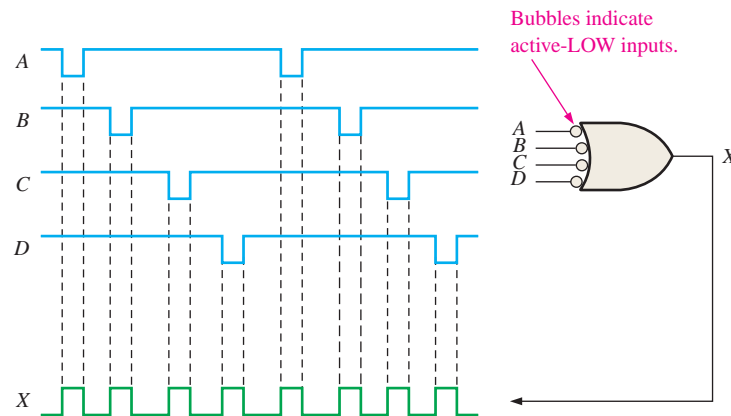 Bubbles indicate
active-LOW inputs.
A
B
C
D
X
A
B
C
D
X